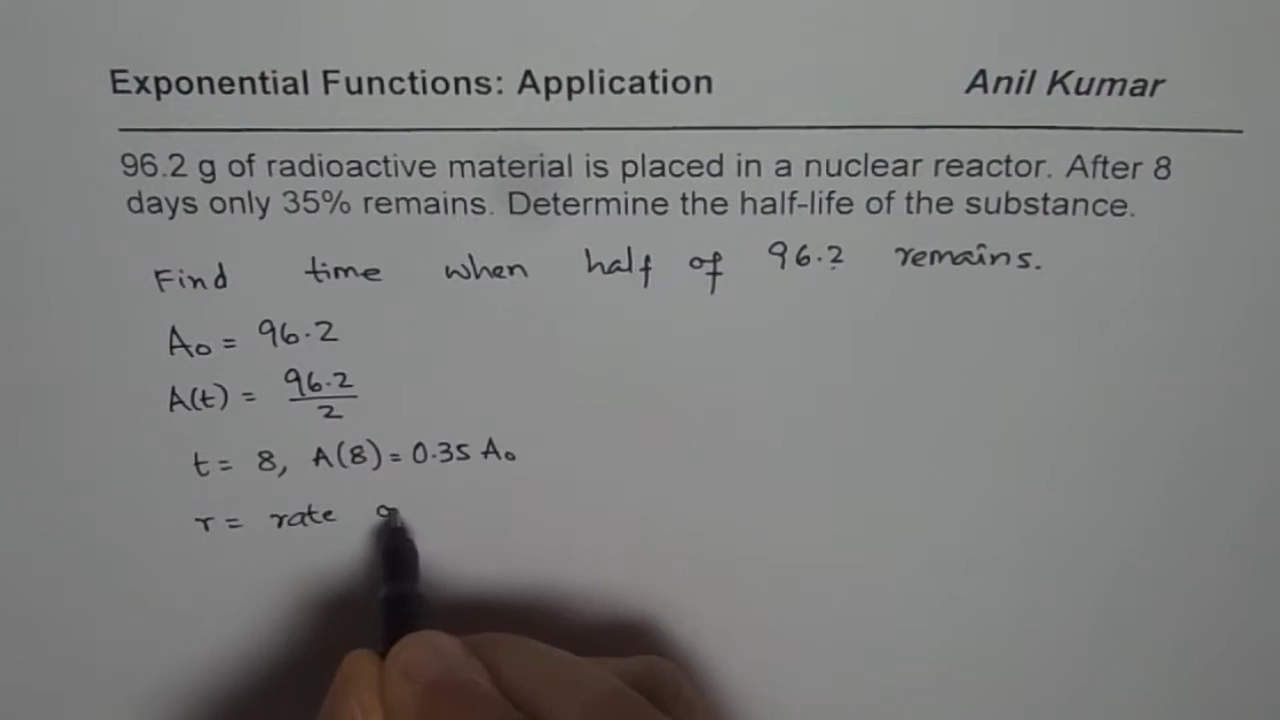 Exponential Functions: Application Anil Kumar
96.2 g of radioactive material is placed in a nuclear reactor. After 8
days only 35% remains. Determine the half-life of the substance.
Find time when half of 96.2 remains.
A₀ = 96.2
A(t) = 96.2/2
t = 8, A(8) = 0.35 A₀
r = rate